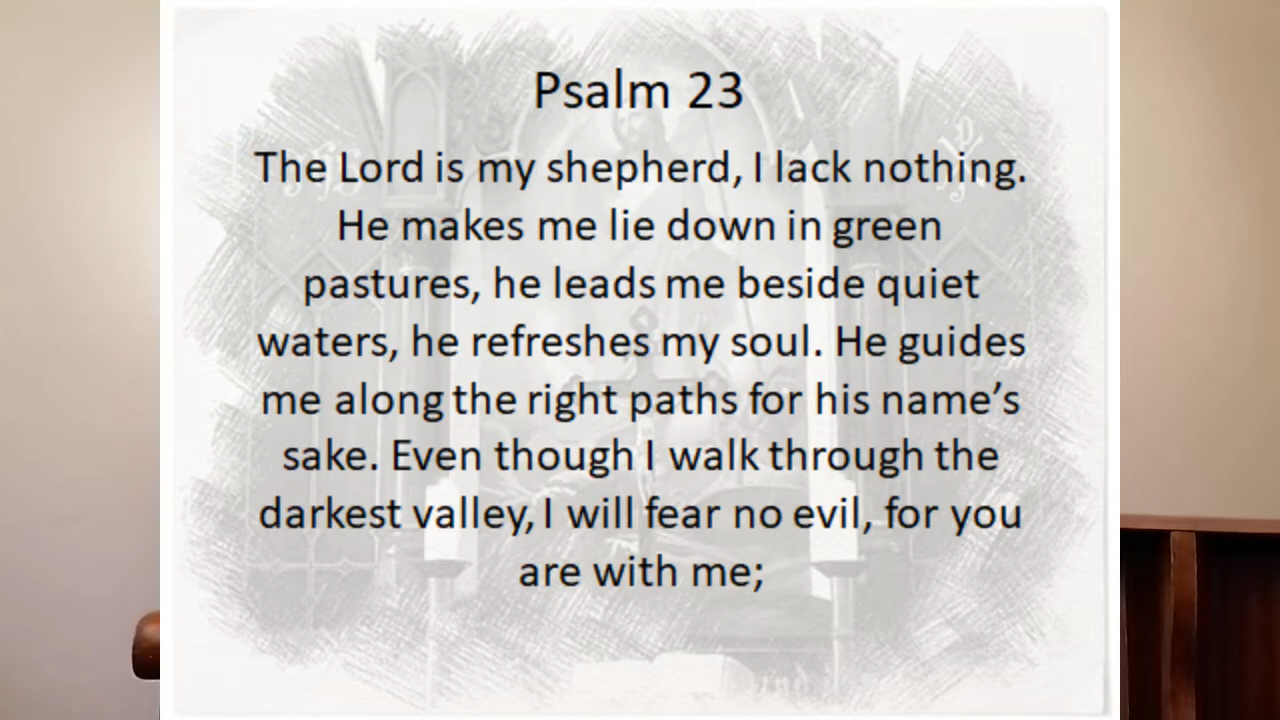 Psalm 23
The Lord is my shepherd, I lack nothing.
He makes me lie down in green
pastures, he leads me beside quiet
waters, he refreshes my soul. He guides
me along the right paths for his name’s
sake. Even though I walk through the
darkest valley, I will fear no evil, for you
are with me;